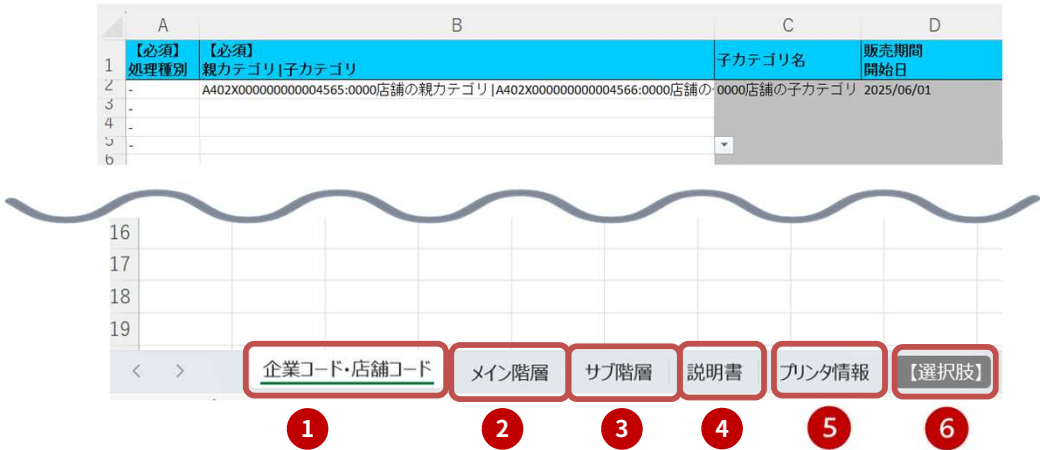 A B C D
1 【必須】 【必須】 子カテゴリ名 販売期間
処理種別 親カテゴリ|子カテゴリ 開始日
2 - A402X000000000004565:0000店舗の親カテゴリ|A402X000000000004566:0000店舗の 0000店舗の子カテゴリ 2025/06/01
3 -
4 -
5 -
6
16
17
18
19
< > 企業コード・店舗コード メイン階層 サブ階層 説明書 プリンタ情報 【選択肢】
1 2 3 4 5 6